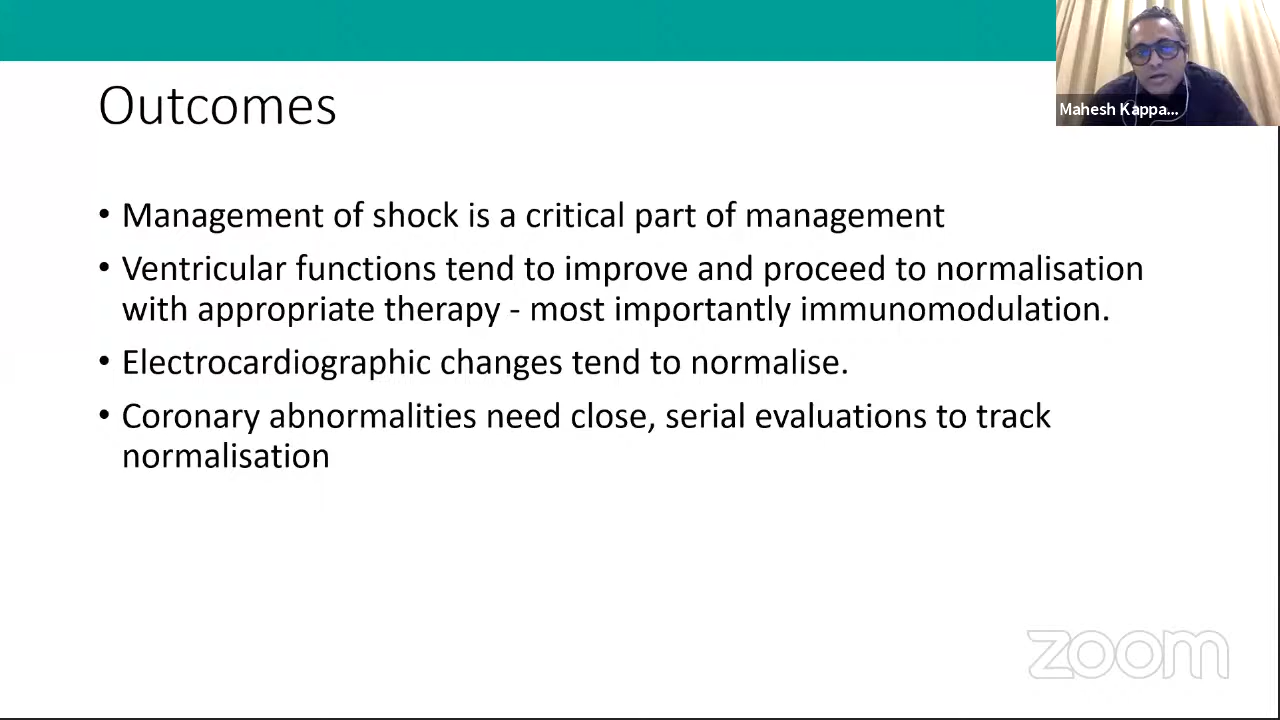 Mahesh Kappa...
Outcomes
• Management of shock is a critical part of management
• Ventricular functions tend to improve and proceed to normalisation
with appropriate therapy - most importantly immunomodulation.
• Electrocardiographic changes tend to normalise.
• Coronary abnormalities need close, serial evaluations to track
normalisation
zoom